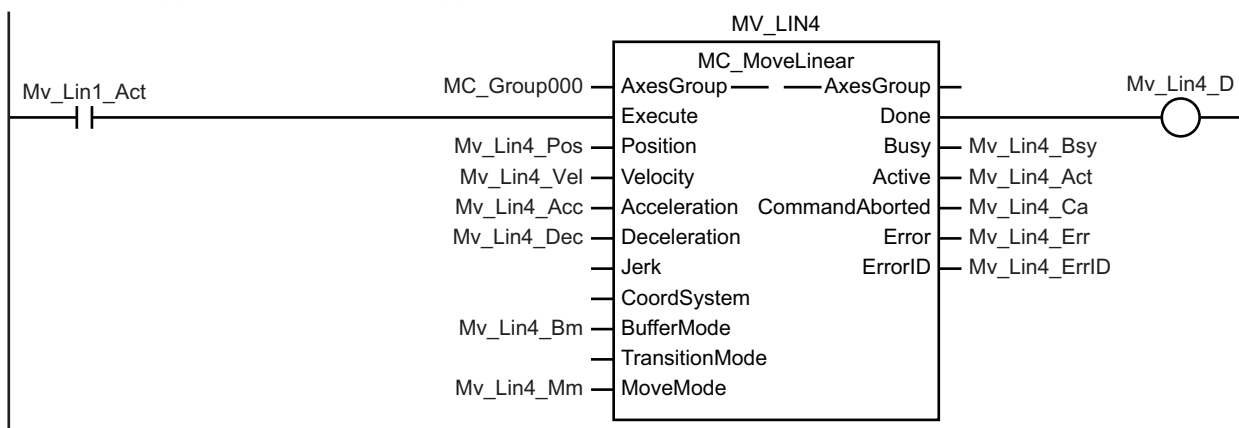 MV_LIN4
MC_MoveLinear
Mv_Lin1_Act
MC_Group000 AxesGroup AxesGroup Mv_Lin4_D
Execute Done
Mv_Lin4_Pos Position Busy Mv_Lin4_Bsy
Mv_Lin4_Vel Velocity Active Mv_Lin4_Act
Mv_Lin4_Acc Acceleration CommandAborted Mv_Lin4_Ca
Mv_Lin4_Dec Deceleration Error Mv_Lin4_Err
Jerk ErrorID Mv_Lin4_ErrID
CoordSystem
Mv_Lin4_Bm BufferMode
TransitionMode
Mv_Lin4_Mm MoveMode